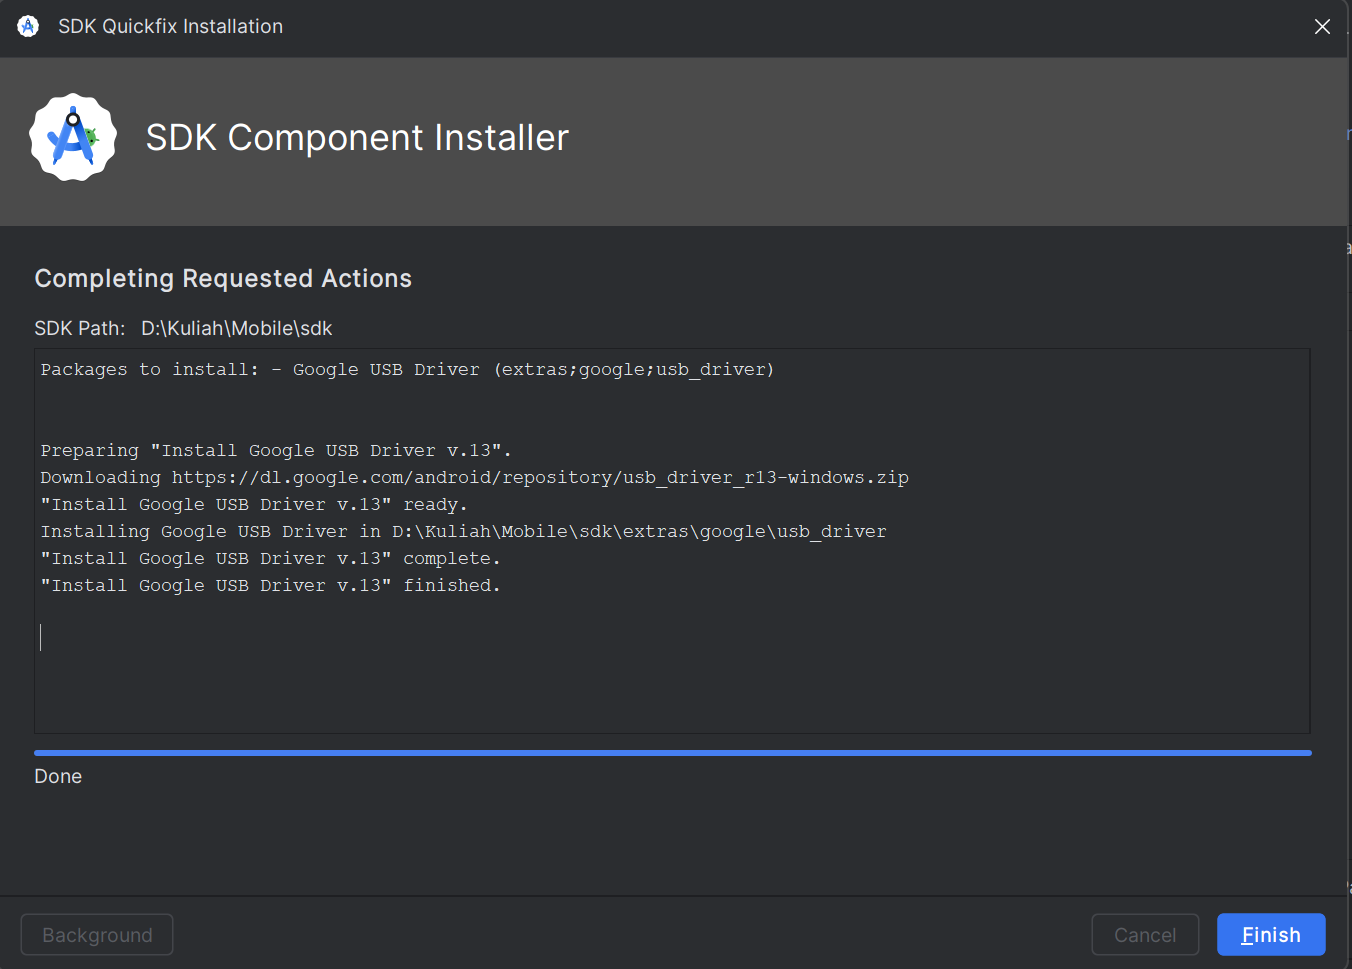 SDK Quickfix Installation
SDK Component Installer
Completing Requested Actions
SDK Path: D:\Kuliah\Mobile\sdk
Packages to install: - Google USB Driver (extras;google;usb_driver)
Preparing "Install Google USB Driver v.13".
Downloading https://dl.google.com/android/repository/usb_driver_r13-windows.zip
"Install Google USB Driver v.13" ready.
Installing Google USB Driver in D:\Kuliah\Mobile\sdk\extras\google\usb_driver
"Install Google USB Driver v.13" complete.
"Install Google USB Driver v.13" finished.
Done
Background
Cancel
Finish